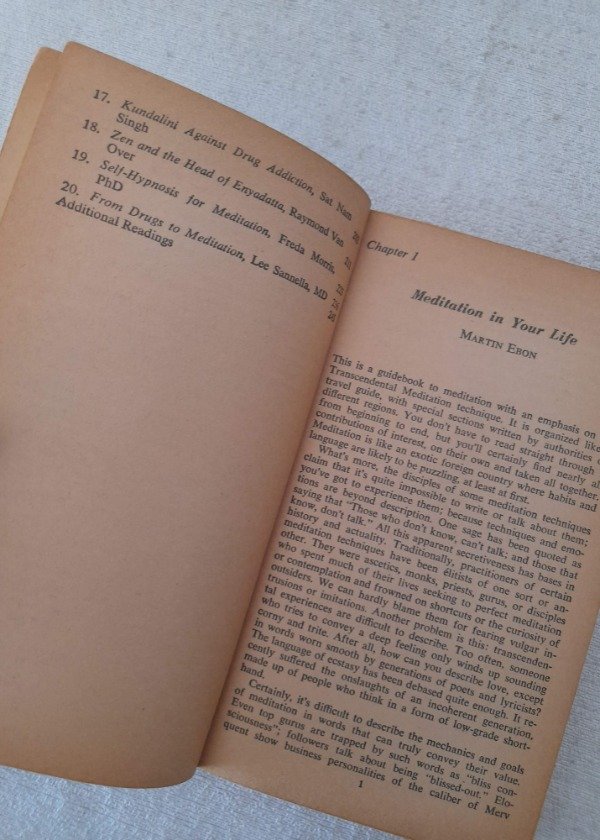 17. Kundalini Against Drug Addiction, Sat Nam
Singh
18. Zen and the Head of Enyadatta, Raymond Van
Over
19. Self-Hypnosis for Meditation, Freda Morris,
PhD
20. From Drugs to Meditation, Lee Sannella, MD
Additional Readings
Chapter 1
Meditation in Your Life
MARTIN EBON
This is a guidebook to meditation with an emphasis on
Transcendental Meditation technique. It is organized like
travel guide, with special sections written by authorities
different regions. You don't have to read straight through
from beginning to end, but you'll certainly find nearly
contributions of interest, on their own and taken all together.
Meditation is like an exotic foreign country where habits and
language are likely to be puzzling, at least at first.
What's more, the disciples of some meditation techniques
claim that it's quite impossible to write or talk about them;
you've got to experience them; because techniques and emo-
tions are beyond description. One sage has been quoted as
saying that "Those who don't know, can't talk; and those that
know, don't talk." All this apparent secretiveness has bases in
history and actuality. Traditionally, practitioners of certain
meditation techniques have been élitists of one sort or an-
other. They were ascetics, monks, priests, gurus, or disciples
who spent much of their lives seeking to perfect meditation
or contemplation and frowned on shortcuts or the curiosity of
outsiders. We can hardly blame them for fearing vulgar in-
trusions or imitations. Another problem is this: transcenden-
tal experiences are difficult to describe. Too often, someone
who tries to convey a deep feeling only winds up sounding
corny and trite. After all, how can you describe love, except
in words worn smooth by generations of poets and lyricists?
The language of ecstasy has been debased quite enough. It re-
cently suffered the onslaughts of an incoherent generation,
made up of people who think in a form of low-grade short-
hand.
Certainly, it's difficult to describe the mechanics and goals
of meditation in words that can truly convey their value.
Even top gurus are trapped by such words as "bliss con-
sciousness"; followers talk about being "blissed-out." Elo-
quent show business personalities of the caliber of Merv
1